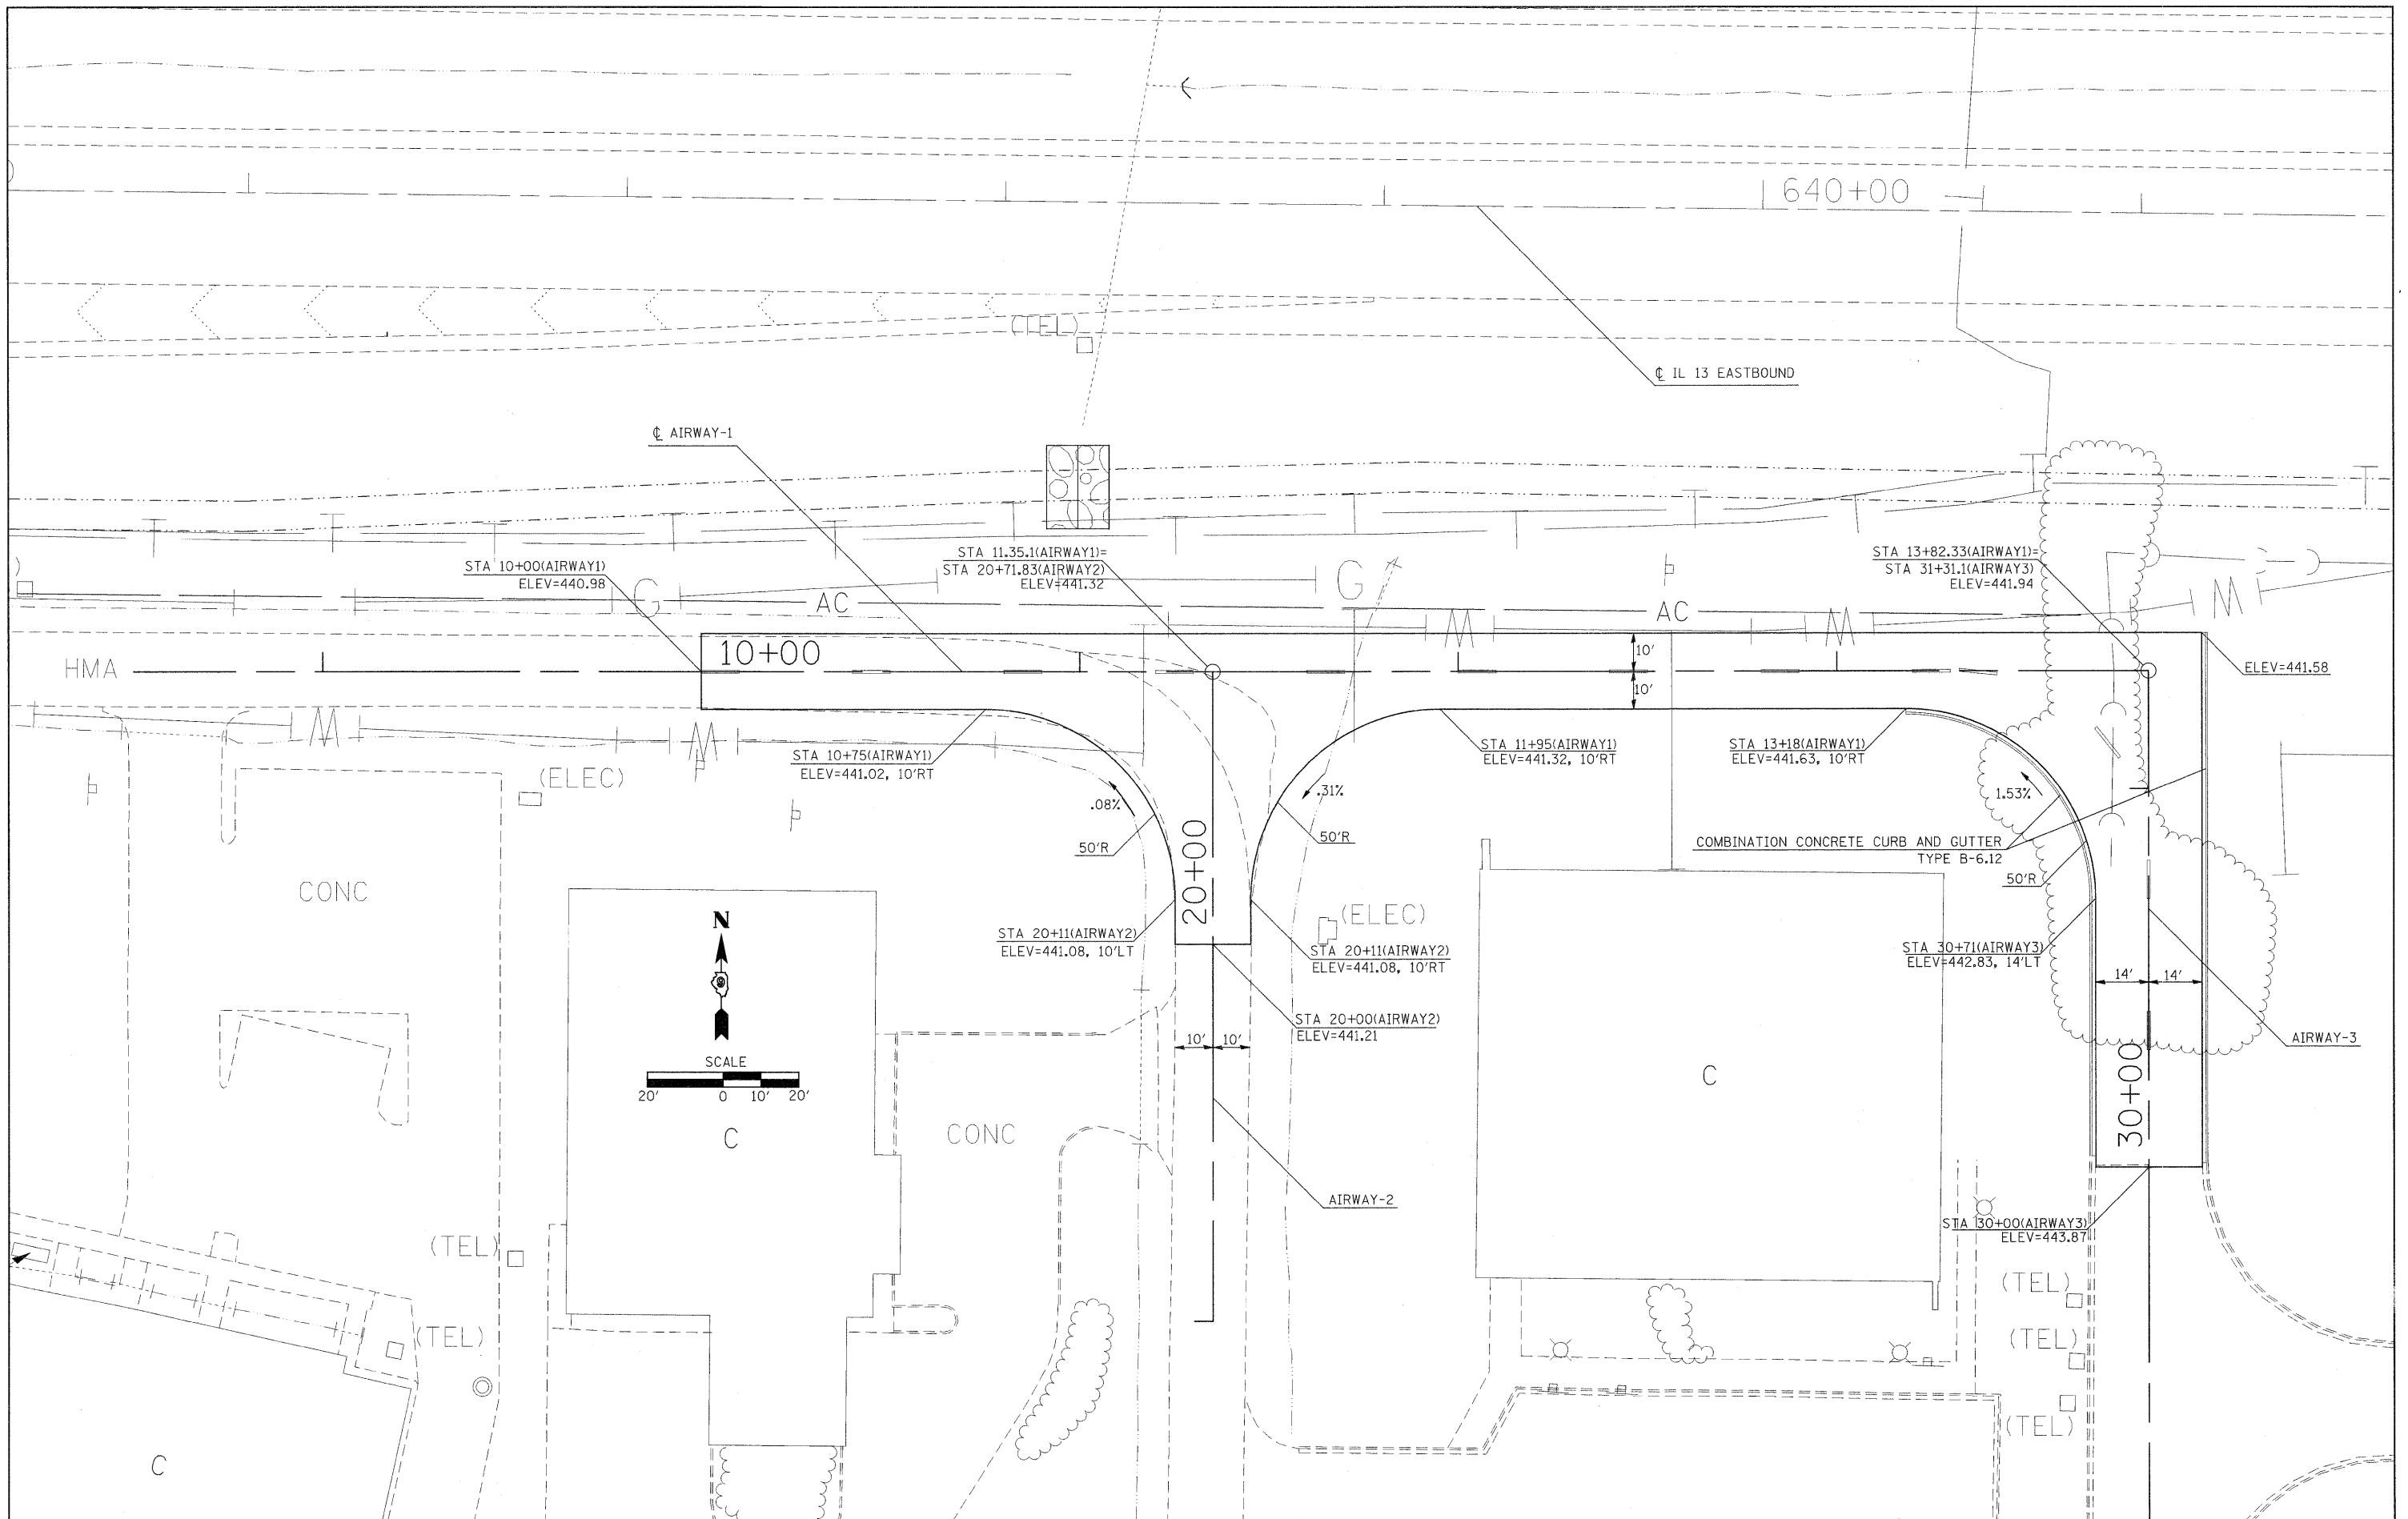 640+00
(TEL)
℄ IL 13 EASTBOUND
℄ AIRWAY-1
STA 10+00(AIRWAY1)
ELEV=440.98
STA 11.35.1(AIRWAY1)=
STA 20+71.83(AIRWAY2)
ELEV=441.32
STA 13+82.33(AIRWAY1)=
STA 31+31.1(AIRWAY3)
ELEV=441.94
G
G
AC
AC
M
M
M
HMA
10+00
10'
10'
ELEV=441.58
M
M
STA 10+75(AIRWAY1)
ELEV=441.02, 10'RT
STA 11+95(AIRWAY1)
ELEV=441.32, 10'RT
STA 13+18(AIRWAY1)
ELEV=441.63, 10'RT
(ELEC)
.08%
.31%
1.53%
50'R
50'R
COMBINATION CONCRETE CURB AND GUTTER
TYPE B-6.12
50'R
CONC
20+00
N
(ELEC)
STA 20+11(AIRWAY2)
ELEV=441.08, 10'LT
STA 20+11(AIRWAY2)
ELEV=441.08, 10'RT
STA 30+71(AIRWAY3)
ELEV=442.83, 14'LT
14'
14'
STA 20+00(AIRWAY2)
ELEV=441.21
10'
10'
AIRWAY-3
SCALE
20'
0
10'
20'
C
C
CONC
30+00
AIRWAY-2
STA 30+00(AIRWAY3)
ELEV=443.87
(TEL)
(TEL)
(TEL)
(TEL)
(TEL)
C